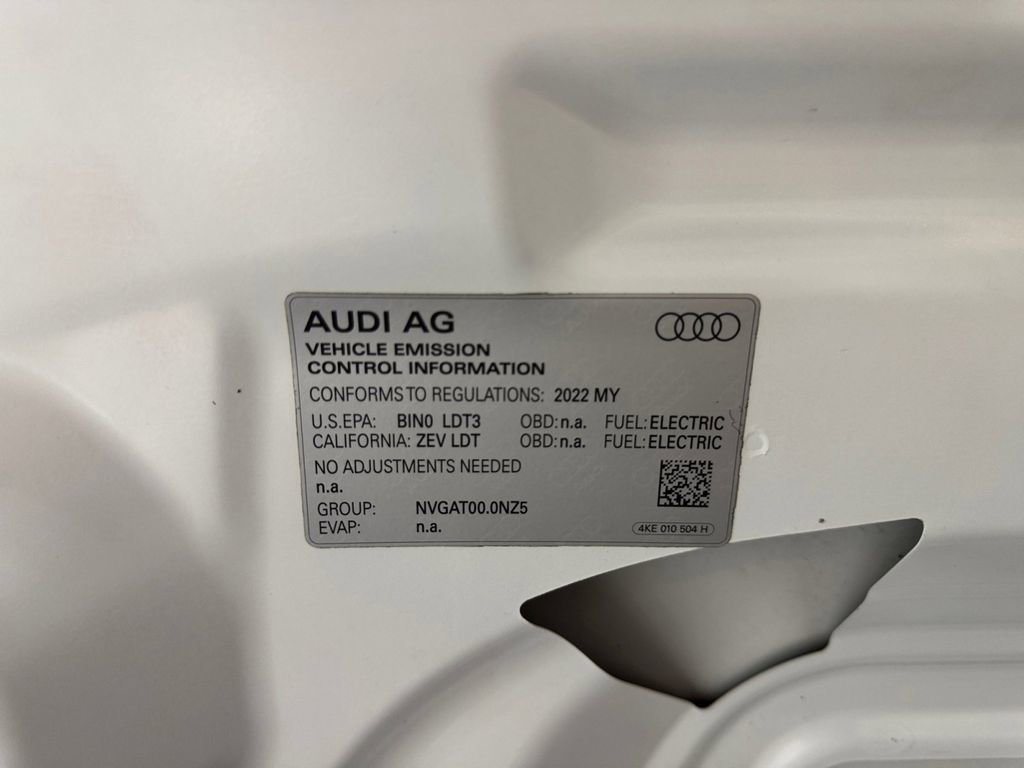 AUDI AG
VEHICLE EMISSION
CONTROL INFORMATION
CONFORMS TO REGULATIONS: 2022 MY
U.S.EPA: BIN0 LDT3 OBD: n.a. FUEL: ELECTRIC
CALIFORNIA: ZEV LDT OBD: n.a. FUEL: ELECTRIC
NO ADJUSTMENTS NEEDED
n.a.
GROUP: NVGAT00.0NZ5
EVAP: n.a.
4KE 010 504 H